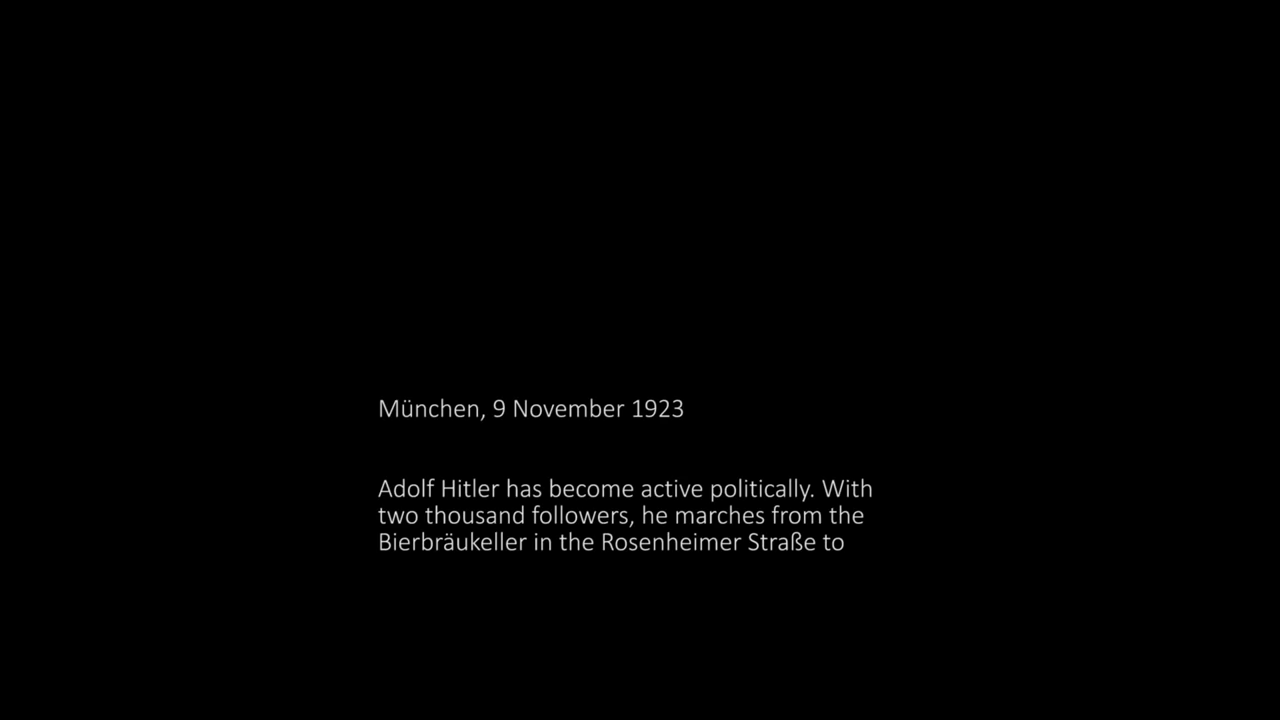 München, 9 November 1923
Adolf Hitler has become active politically. With
two thousand followers, he marches from the
Bierbräukeller in the Rosenheimer Straße to